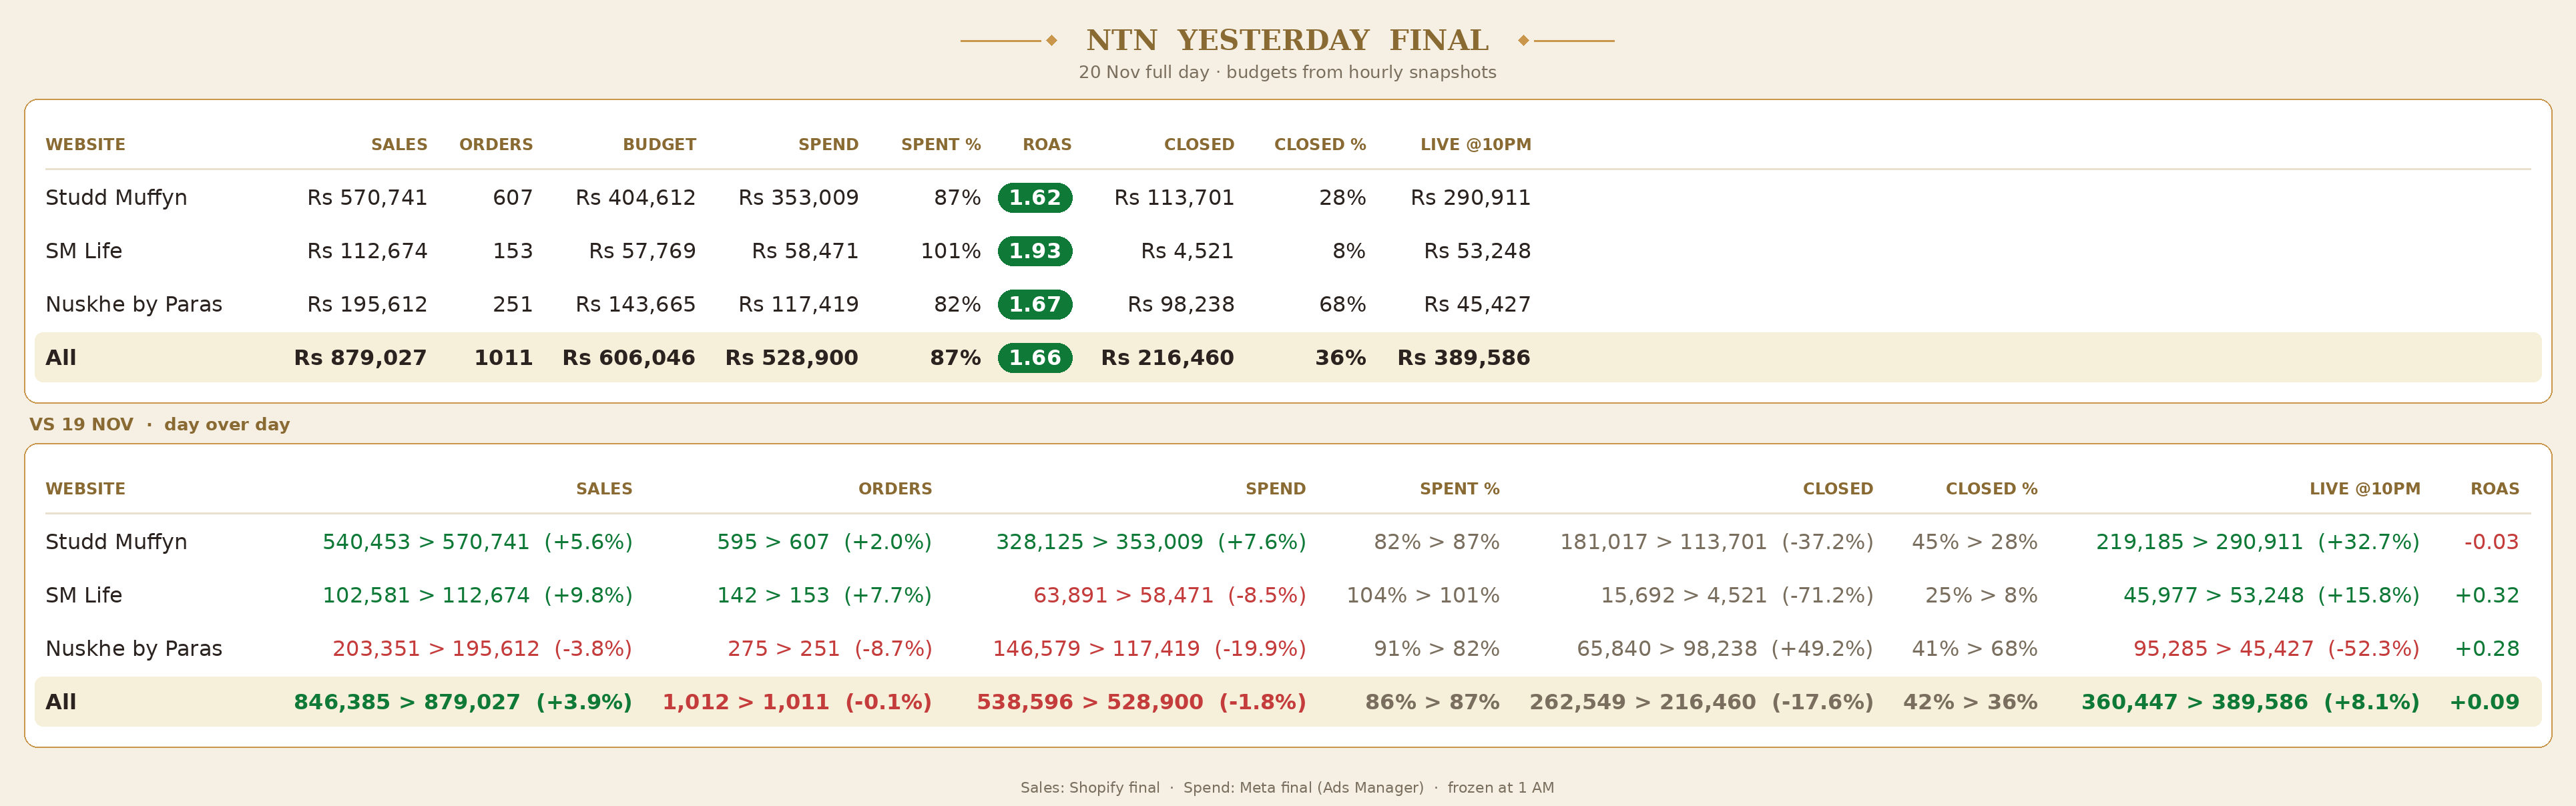 NTN YESTERDAY FINAL
20 Nov full day · budgets from hourly snapshots
WEBSITE SALES ORDERS BUDGET SPEND SPENT % ROAS CLOSED CLOSED % LIVE @10PM
Studd Muffyn Rs 570,741 607 Rs 404,612 Rs 353,009 87% 1.62 Rs 113,701 28% Rs 290,911
SM Life Rs 112,674 153 Rs 57,769 Rs 58,471 101% 1.93 Rs 4,521 8% Rs 53,248
Nuskhe by Paras Rs 195,612 251 Rs 143,665 Rs 117,419 82% 1.67 Rs 98,238 68% Rs 45,427
All Rs 879,027 1011 Rs 606,046 Rs 528,900 87% 1.66 Rs 216,460 36% Rs 389,586
VS 19 NOV · day over day
WEBSITE SALES ORDERS SPEND SPENT % CLOSED CLOSED % LIVE @10PM ROAS
Studd Muffyn 540,453 > 570,741 (+5.6%) 595 > 607 (+2.0%) 328,125 > 353,009 (+7.6%) 82% > 87% 181,017 > 113,701 (-37.2%) 45% > 28% 219,185 > 290,911 (+32.7%) -0.03
SM Life 102,581 > 112,674 (+9.8%) 142 > 153 (+7.7%) 63,891 > 58,471 (-8.5%) 104% > 101% 15,692 > 4,521 (-71.2%) 25% > 8% 45,977 > 53,248 (+15.8%) +0.32
Nuskhe by Paras 203,351 > 195,612 (-3.8%) 275 > 251 (-8.7%) 146,579 > 117,419 (-19.9%) 91% > 82% 65,840 > 98,238 (+49.2%) 41% > 68% 95,285 > 45,427 (-52.3%) +0.28
All 846,385 > 879,027 (+3.9%) 1,012 > 1,011 (-0.1%) 538,596 > 528,900 (-1.8%) 86% > 87% 262,549 > 216,460 (-17.6%) 42% > 36% 360,447 > 389,586 (+8.1%) +0.09
Sales: Shopify final · Spend: Meta final (Ads Manager) · frozen at 1 AM